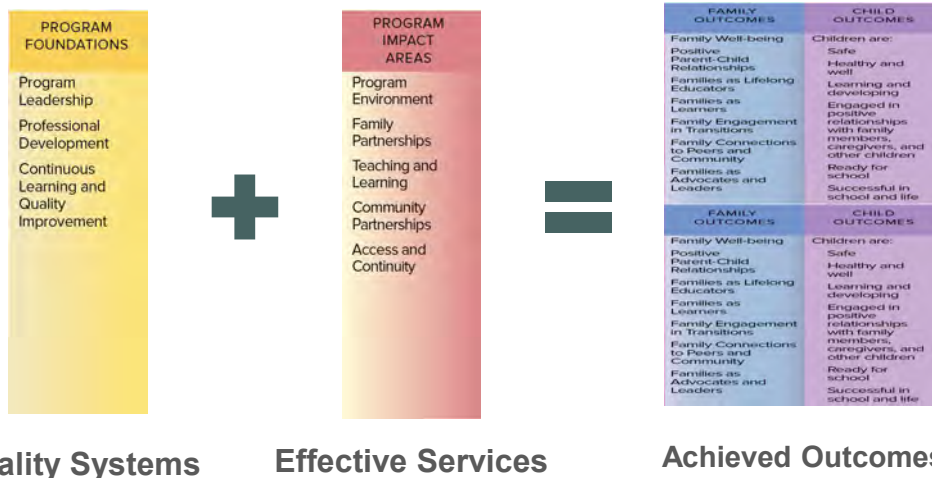 PROGRAM
FOUNDATIONS
Program
Leadership
Professional
Development
Continuous
Learning and
Quality
Improvement
PROGRAM
IMPACT
AREAS
Program
Environment
Family
Partnerships
Teaching and
Learning
Community
Partnerships
Access and
Continuity
FAMILY
OUTCOMES
Family Well-being
Positive
Parent-Child
Relationships
Families as Lifelong
Educators
Families as
Learners
Family Engagement
in Transitions
Family Connections
to Peers and
Community
Families as
Advocates and
Leaders
CHILD
OUTCOMES
Children are:
Safe
Healthy and
well
Learning and
developing
Engaged in
positive
relationships
with family
members,
caregivers, and
other children
Ready for
school
Successful in
school and life
FAMILY
OUTCOMES
Family Well-being
Positive
Parent-Child
Relationships
Families as Lifelong
Educators
Families as
Learners
Family Engagement
in Transitions
Family Connections
to Peers and
Community
Families as
Advocates and
Leaders
CHILD
OUTCOMES
Children are:
Safe
Healthy and
well
Learning and
developing
Engaged in
positive
relationships
with family
members,
caregivers, and
other children
Ready for
school
Successful in
school and life
ality Systems
Effective Services
Achieved Outcomes